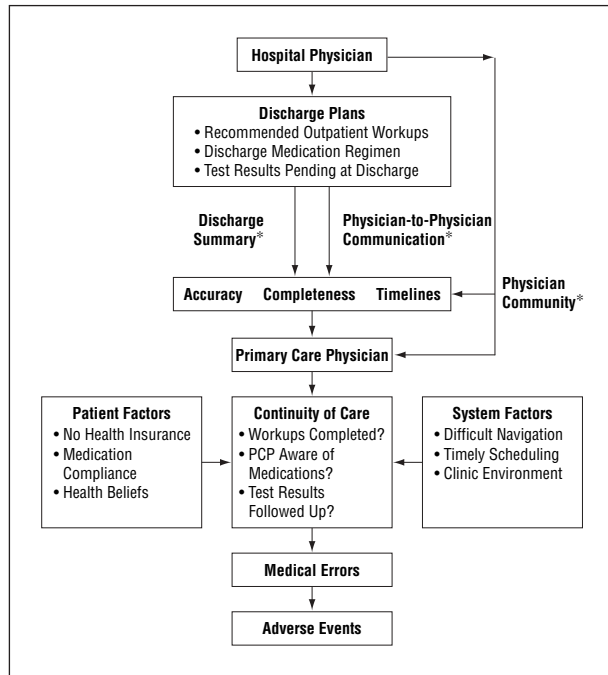 Hospital Physician
Discharge Plans
• Recommended Outpatient Workups
• Discharge Medication Regimen
• Test Results Pending at Discharge
Discharge
Summary*
Physician-to-Physician
Communication*
Accuracy Completeness Timelines
Physician
Community*
Primary Care Physician
Patient Factors
• No Health Insurance
• Medication
Compliance
• Health Beliefs
Continuity of Care
• Workups Completed?
• PCP Aware of
Medications?
• Test Results
Followed Up?
System Factors
• Difficult Navigation
• Timely Scheduling
• Clinic Environment
Medical Errors
Adverse Events